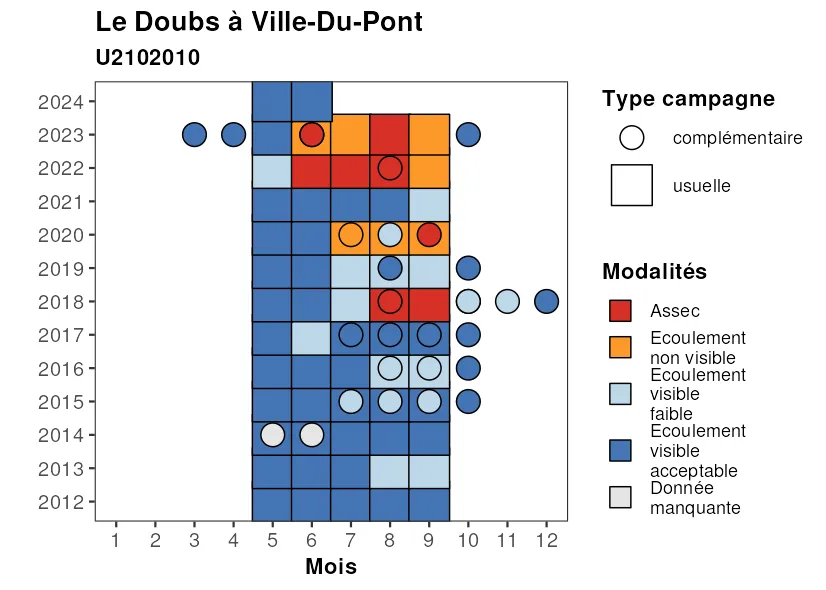 Le Doubs à Ville-Du-Pont
U2102010
2024
2023
2022
2021
2020
2019
2018
2017
2016
2015
2014
2013
2012
1 2 3 4 5 6 7 8 9 10 11 12
Mois
Type campagne
complémentaire
usuelle
Modalités
Assec
Ecoulement
non visible
Ecoulement
visible
faible
Ecoulement
visible
acceptable
Donnée
manquante